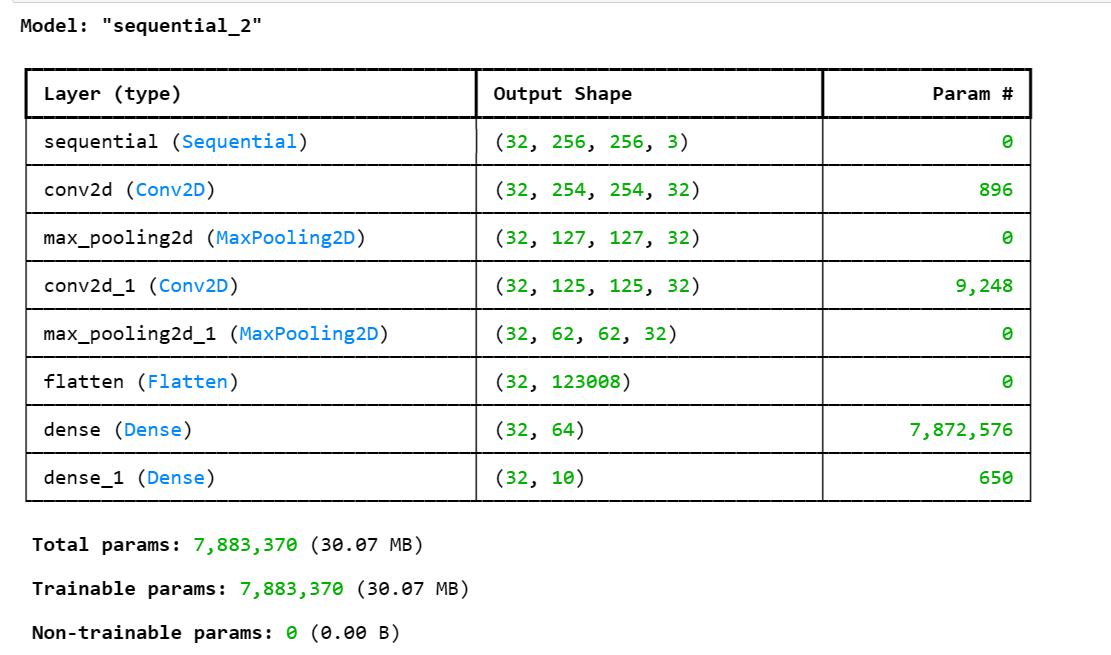 Model: "sequential_2"
Layer (type) Output Shape Param #
sequential (Sequential) (32, 256, 256, 3) 0
conv2d (Conv2D) (32, 254, 254, 32) 896
max_pooling2d (MaxPooling2D) (32, 127, 127, 32) 0
conv2d_1 (Conv2D) (32, 125, 125, 32) 9,248
max_pooling2d_1 (MaxPooling2D) (32, 62, 62, 32) 0
flatten (Flatten) (32, 123008) 0
dense (Dense) (32, 64) 7,872,576
dense_1 (Dense) (32, 10) 650
Total params: 7,883,370 (30.07 MB)
Trainable params: 7,883,370 (30.07 MB)
Non-trainable params: 0 (0.00 B)